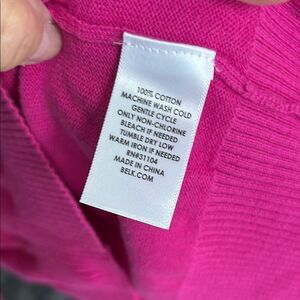 100% COTTON
MACHINE WASH COLD
GENTLE CYCLE
ONLY NON-CHLORINE
BLEACH IF NEEDED
TUMBLE DRY LOW
WARM IRON IF NEEDED
RN#31104
MADE IN CHINA
BELK.COM